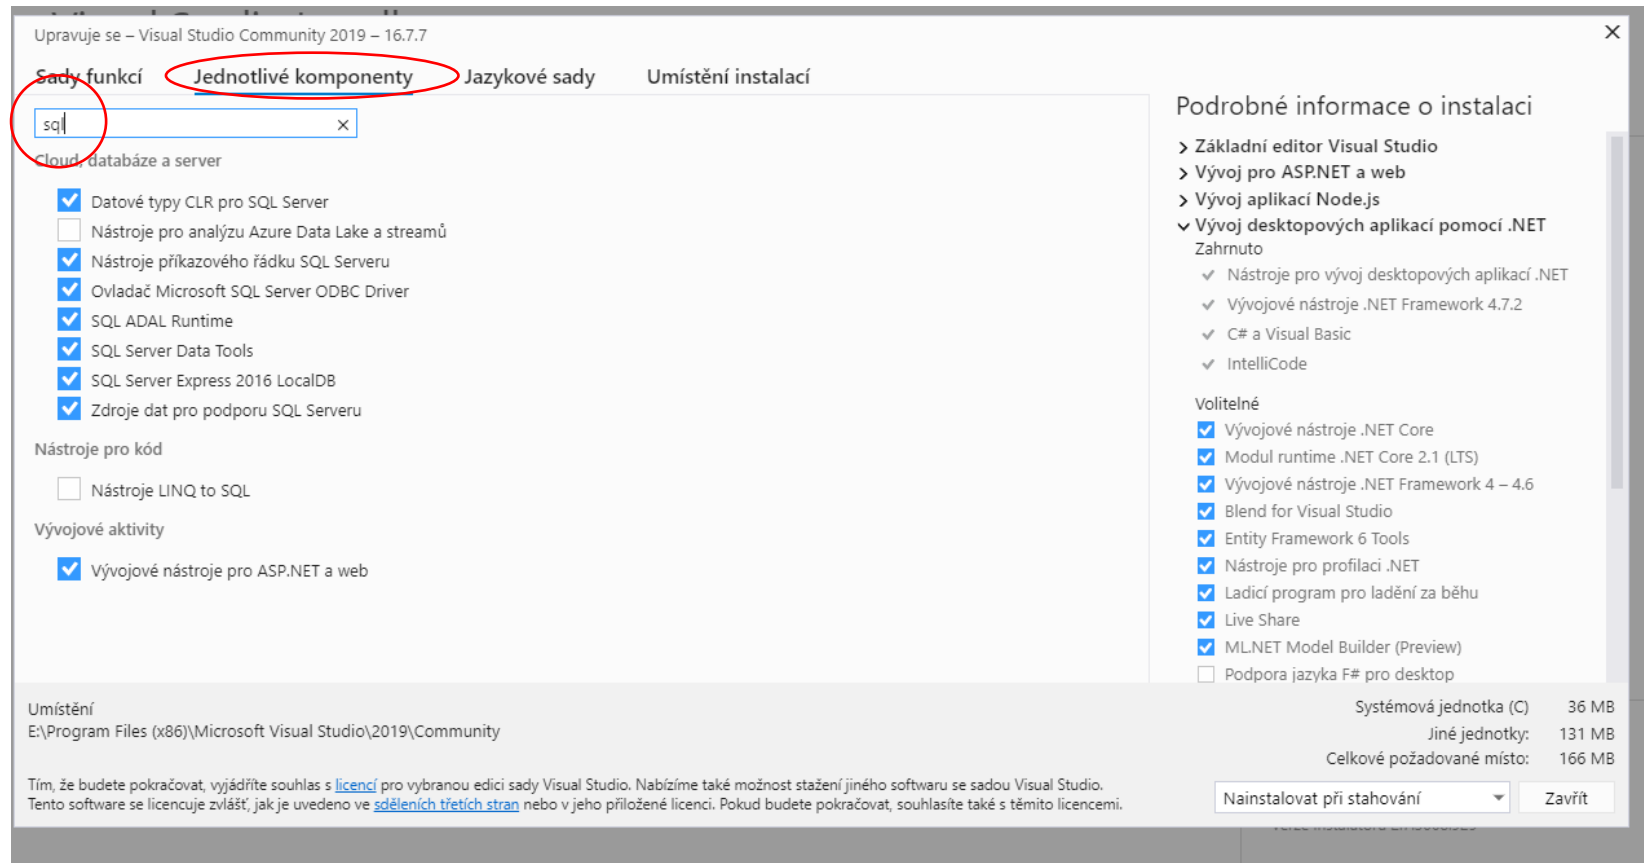 Upravuje se – Visual Studio Community 2019 – 16.7.7
Sady funkcí
Jednotlivé komponenty
Jazykové sady
Umístění instalací
sql
Cloud, databáze a server
Datové typy CLR pro SQL Server
Nástroje pro analýzu Azure Data Lake a streamů
Nástroje příkazového řádku SQL Serveru
Ovladač Microsoft SQL Server ODBC Driver
SQL ADAL Runtime
SQL Server Data Tools
SQL Server Express 2016 LocalDB
Zdroje dat pro podporu SQL Serveru
Nástroje pro kód
Nástroje LINQ to SQL
Vývojové aktivity
Vývojové nástroje pro ASP.NET a web
Podrobné informace o instalaci
Základní editor Visual Studio
Vývoj pro ASP.NET a web
Vývoj aplikací Node.js
Vývoj desktopových aplikací pomocí .NET
Zahrnuto
Nástroje pro vývoj desktopových aplikací .NET
Vývojové nástroje .NET Framework 4.7.2
C# a Visual Basic
IntelliCode
Volitelné
Vývojové nástroje .NET Core
Modul runtime .NET Core 2.1 (LTS)
Vývojové nástroje .NET Framework 4 – 4.6
Blend for Visual Studio
Entity Framework 6 Tools
Nástroje pro profilaci .NET
Ladicí program pro ladění za běhu
Live Share
ML.NET Model Builder (Preview)
Podpora jazyka F# pro desktop
Umístění
E:\Program Files (x86)\Microsoft Visual Studio\2019\Community
Systémová jednotka (C) 36 MB
Jiné jednotky: 131 MB
Celkové požadované místo: 166 MB
Tím, že budete pokračovat, vyjádříte souhlas s licencí pro vybranou edici sady Visual Studio. Nabízíme také možnost stažení jiného softwaru se sadou Visual Studio.
Tento software se licencuje zvlášť, jak je uvedeno ve sděleních třetích stran nebo v jeho přiložené licenci. Pokud budete pokračovat, souhlasíte také s těmito licencemi.
Nainstalovat při stahování
Zavřít